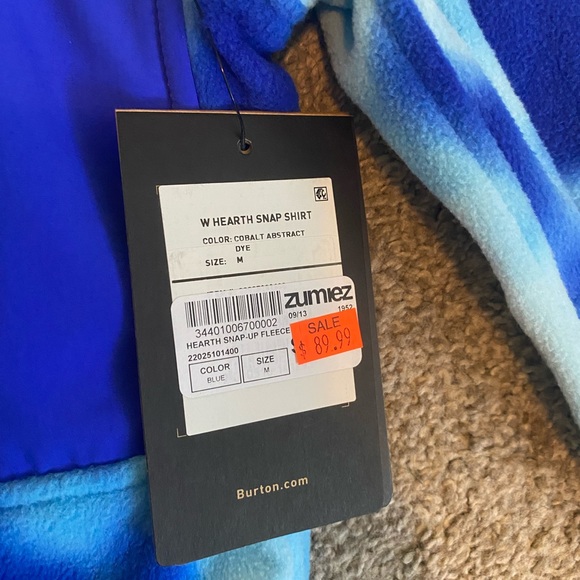 W HEARTH SNAP SHIRT
COLOR: COBALT ABSTRACT
DYE
SIZE: M
zumiez
34401006700002
09/13 1952
HEARTH SNAP-UP FLEECE
22025101400
SALE
$ 89.99
COLOR
BLUE
SIZE
M
Burton.com